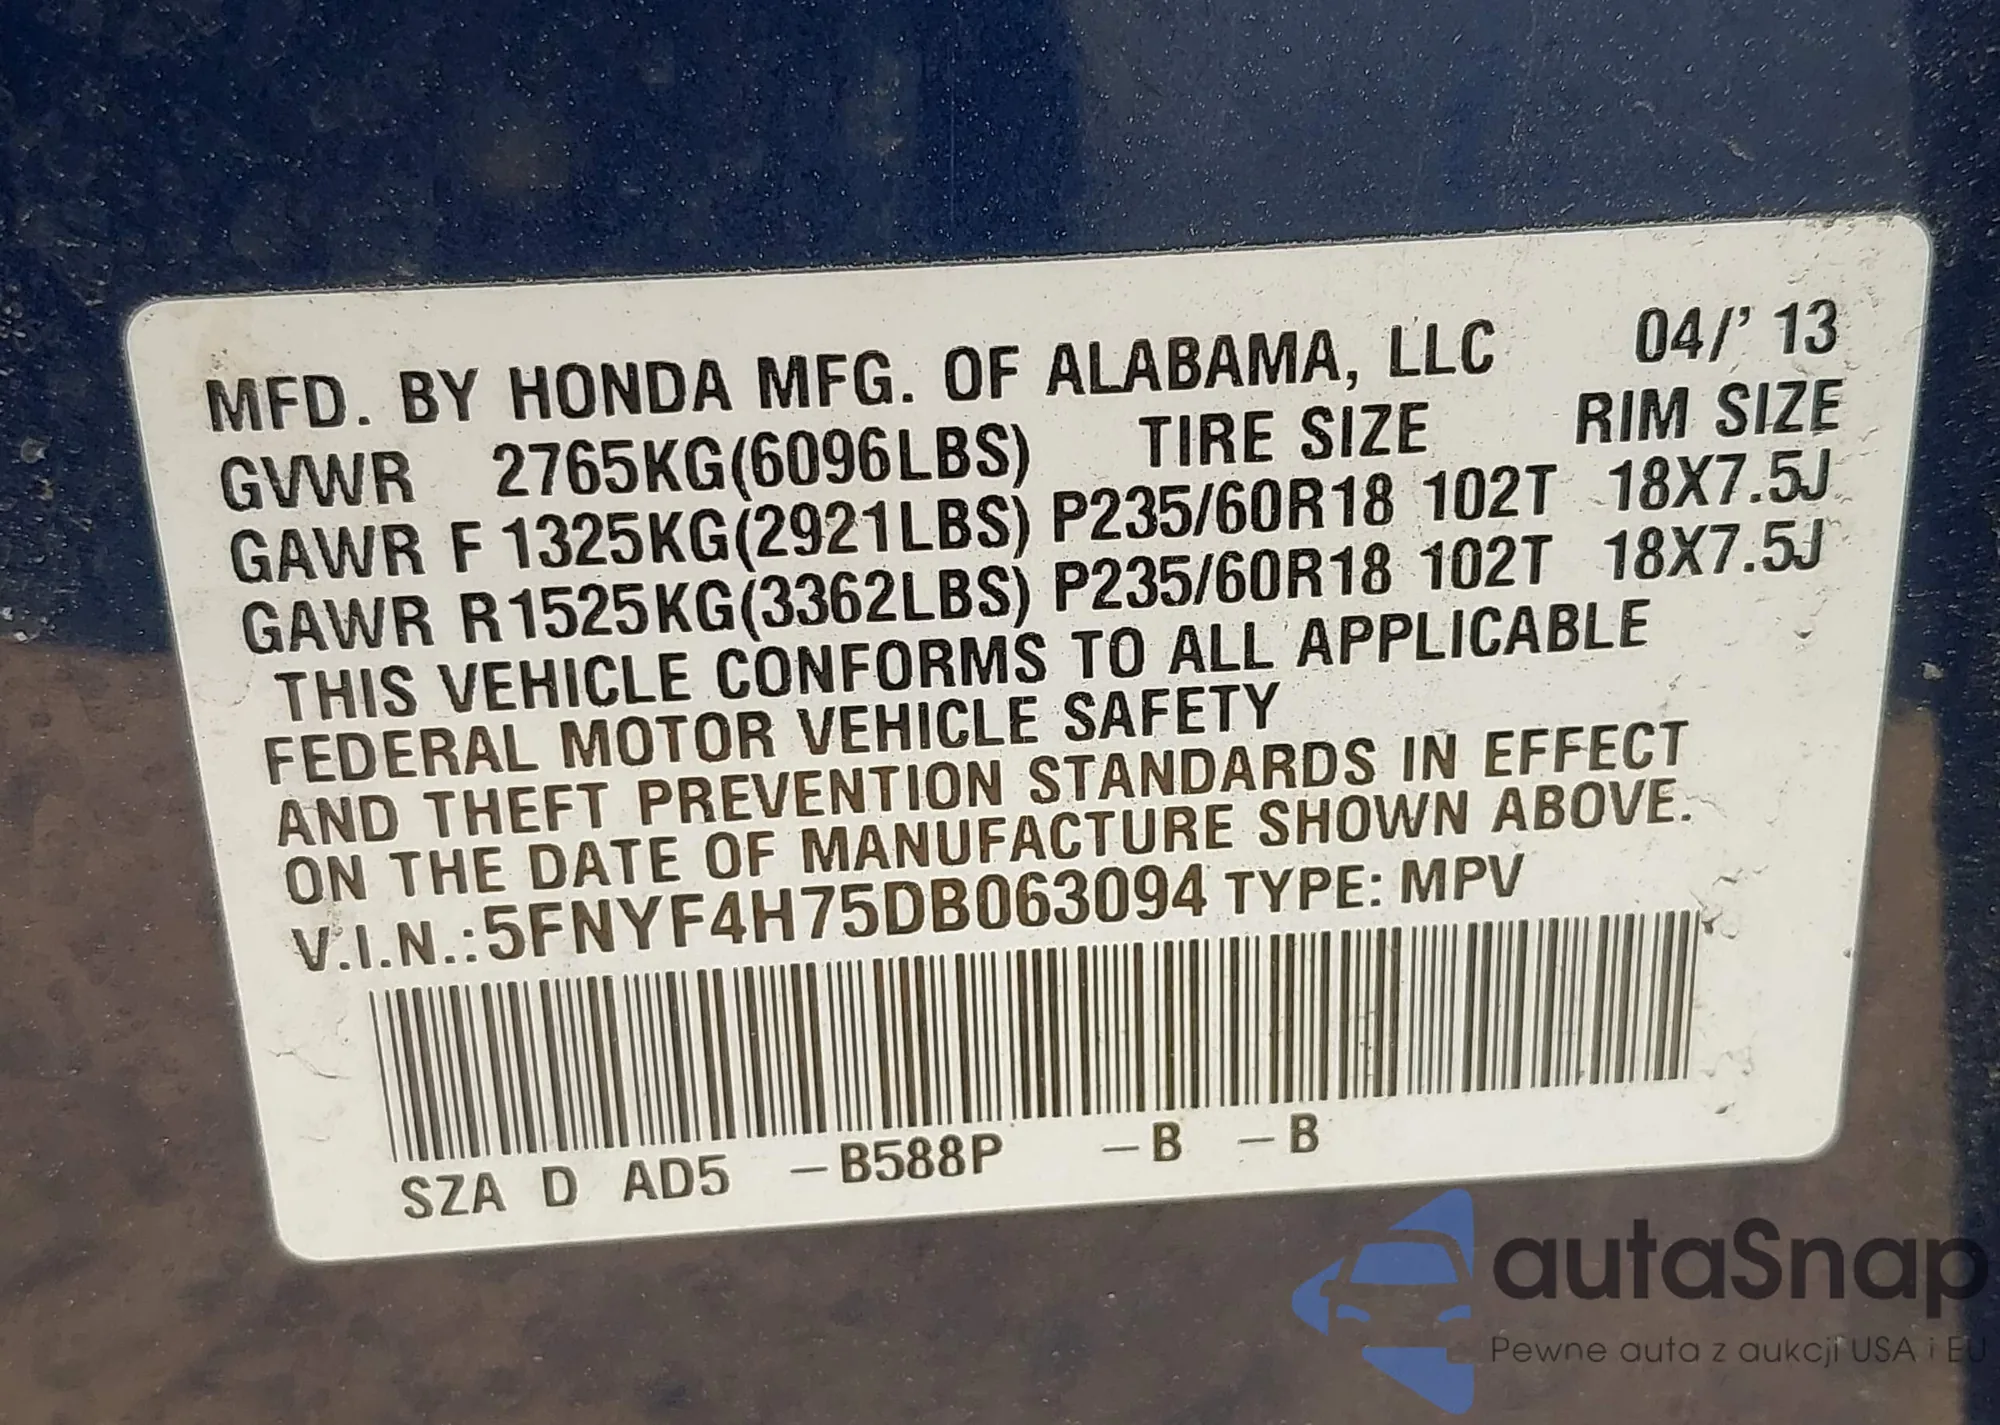 MFD. BY HONDA MFG. OF ALABAMA, LLC 04/' 13
GVWR 2765KG(6096LBS) TIRE SIZE RIM SIZE
GAWR F 1325KG(2921LBS) P235/60R18 102T 18X7.5J
GAWR R 1525KG(3362LBS) P235/60R18 102T 18X7.5J
THIS VEHICLE CONFORMS TO ALL APPLICABLE
FEDERAL MOTOR VEHICLE SAFETY
AND THEFT PREVENTION STANDARDS IN EFFECT
ON THE DATE OF MANUFACTURE SHOWN ABOVE.
V.I.N.:5FNYF4H75DB063094 TYPE: MPV
SZA D AD5 –B588P –B –B
autaSnap
Pewne auta z aukcji USA i EU